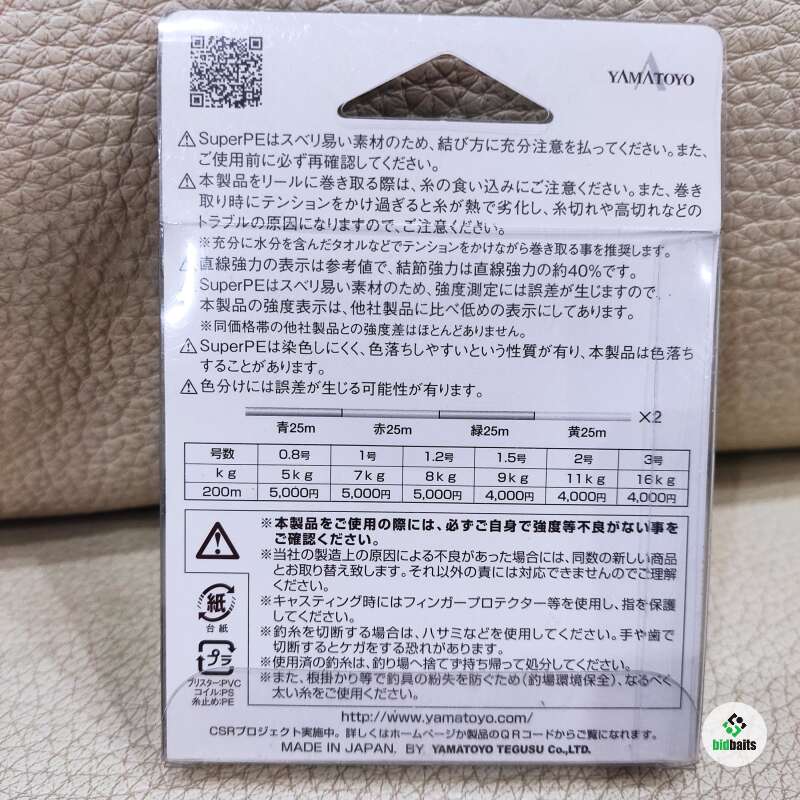 YAMATOYO
⚠SuperPEはスベリ易い素材のため、結び方に充分注意を払ってください。また、
ご使用前に必ず再確認してください。
⚠本製品をリールに巻き取る際は、糸の食い込みにご注意ください。また、巻き
取り時にテンションをかけ過ぎると糸が熱で劣化し、糸切れや高切れなどの
トラブルの原因になりますので、ご注意ください。
※充分に水分を含んだタオルなどでテンションをかけながら巻き取る事を推奨します。
⚠直線強力の表示は参考値で、結節強力は直線強力の約40%です。
⚠SuperPEはスベリ易い素材のため、強度測定には誤差が生じますので、
本製品の強度表示は、他社製品に比べ低めの表示にしてあります。
※同価格帯の他社製品との強度差はほとんどありません。
⚠SuperPEは染色しにくく、色落ちしやすいという性質が有り、本製品は色落ち
することがあります。
⚠色分けには誤差が生じる可能性が有ります。
×2
青25m 赤25m 緑25m 黄25m
号数 0.8号 1号 1.2号 1.5号 2号 3号
kg 5kg 7kg 8kg 9kg 11kg 16kg
200m 5,000円 5,000円 5,000円 4,000円 4,000円 4,000円
※本製品をご使用の際には、必ずご自身で強度等不良がない事を
ご確認ください。
※当社の製造上の原因による不良があった場合には、同数の新しい商品
とお取り替え致します。それ以外の責には対応できませんのでご理解
ください。
※キャスティング時にはフィンガープロテクター等を使用し、指を保護
してください。
※釣糸を切断する場合は、ハサミなどを使用してください。手や歯で
切断するとケガをする恐れがあります。
※使用済の釣糸は、釣り場へ捨てず持ち帰って処分してください。
※また、根掛かり等で釣具の紛失を防ぐため(釣場環境保全)、なるべく
太い糸をご使用ください。
紙
台紙
プラ
ブリスター:PVC
コイル:PS
糸止め:PE
http://www.yamatoyo.com/
CSRプロジェクト実施中。詳しくはホームページか製品のQRコードからご覧になれます。
MADE IN JAPAN. BY YAMATOYO TEGUSU Co.,LTD.
bidbaits